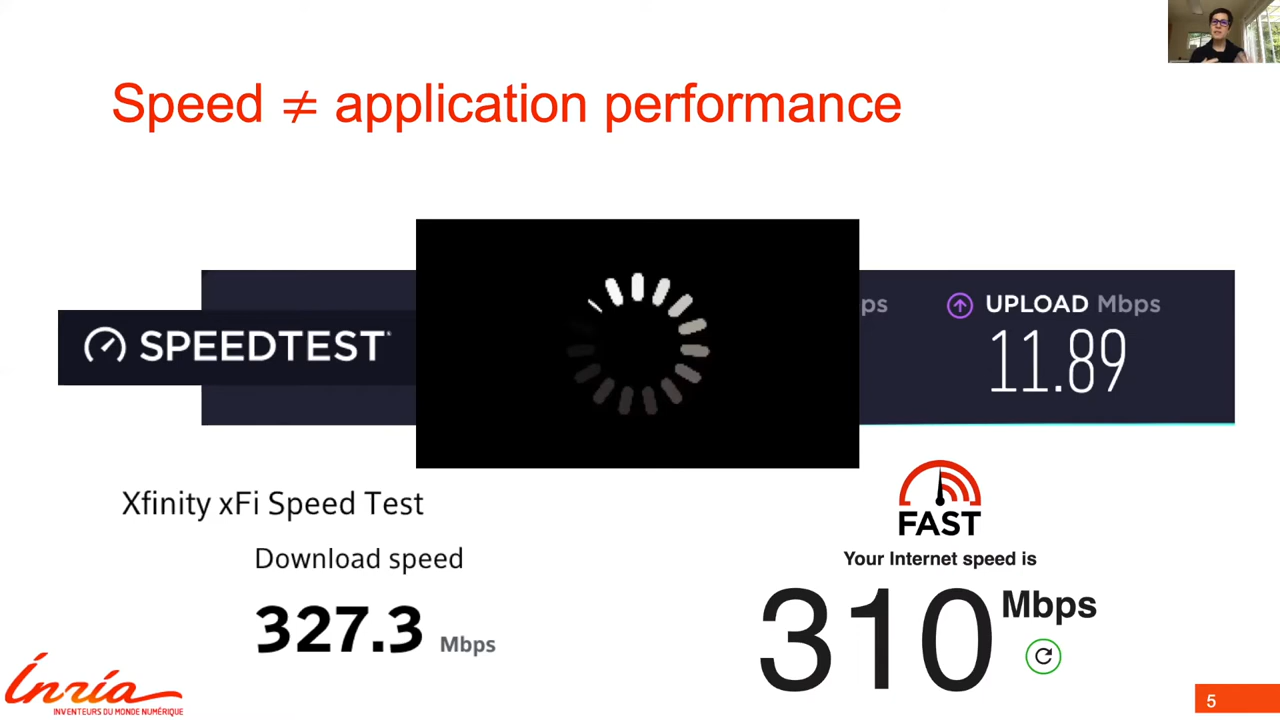 Speed ≠ application performance
SPEEDTEST
ps
UPLOAD Mbps
11.89
Xfinity xFi Speed Test
Download speed
327.3 Mbps
FAST
Your Internet speed is
310 Mbps
Inria
INVENTEURS DU MONDE NUMÉRIQUE
5